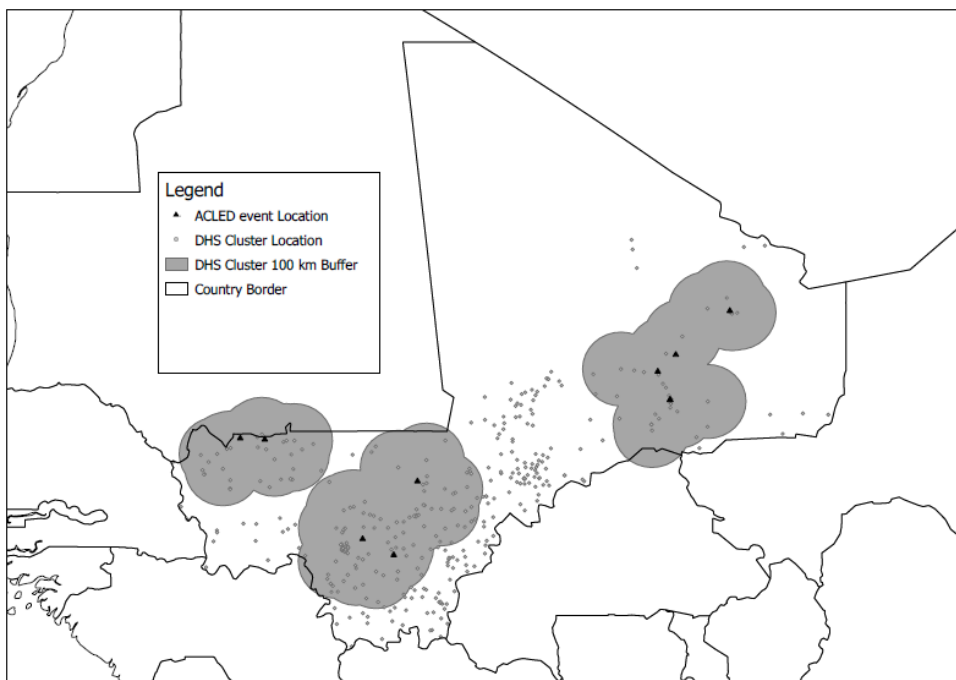 Legend
ACLED event Location
DHS Cluster Location
DHS Cluster 100 km Buffer
Country Border